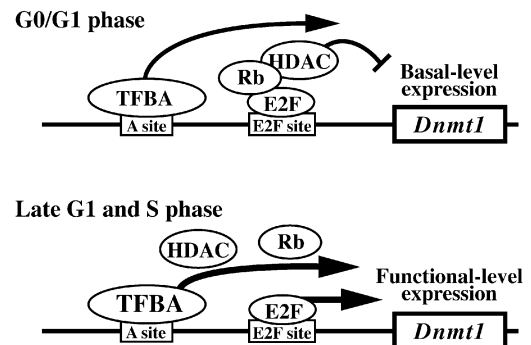 G0/G1 phase
HDAC
Rb
Basal-level
expression
TFBA
E2F
A site
E2F site
Dnmt1
Late G1 and S phase
HDAC
Rb
Functional-level
expression
TFBA
E2F
A site
E2F site
Dnmt1